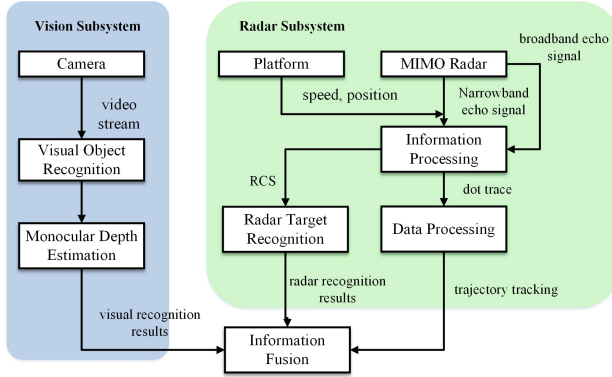 Vision Subsystem
Camera
video
stream
Visual Object
Recognition
Monocular Depth
Estimation
visual recognition
results
Radar Subsystem
broadband echo
signal
Platform
MIMO Radar
speed, position
Narrowband
echo signal
Information
Processing
RCS
dot trace
Radar Target
Recognition
Data Processing
radar recognition
results
trajectory tracking
Information
Fusion